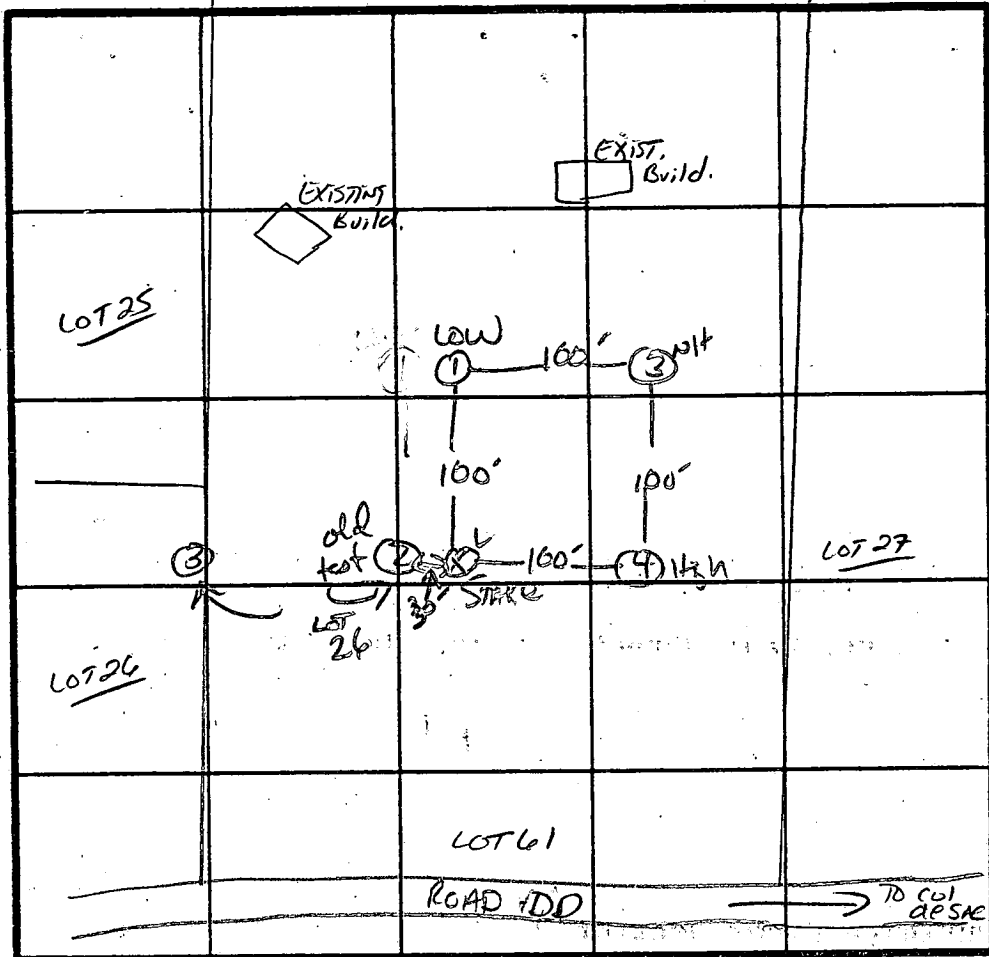 EXIST.
Build.
EXISTING
Build.
LOT 25
LOW
1
100'
3
100'
100'
old
test
3
2
X
100'
4
High
LOT 27
30'
STAKE
LOT
26
LOT 26
LOT 61
ROAD DD
TO CUL
DE SAC